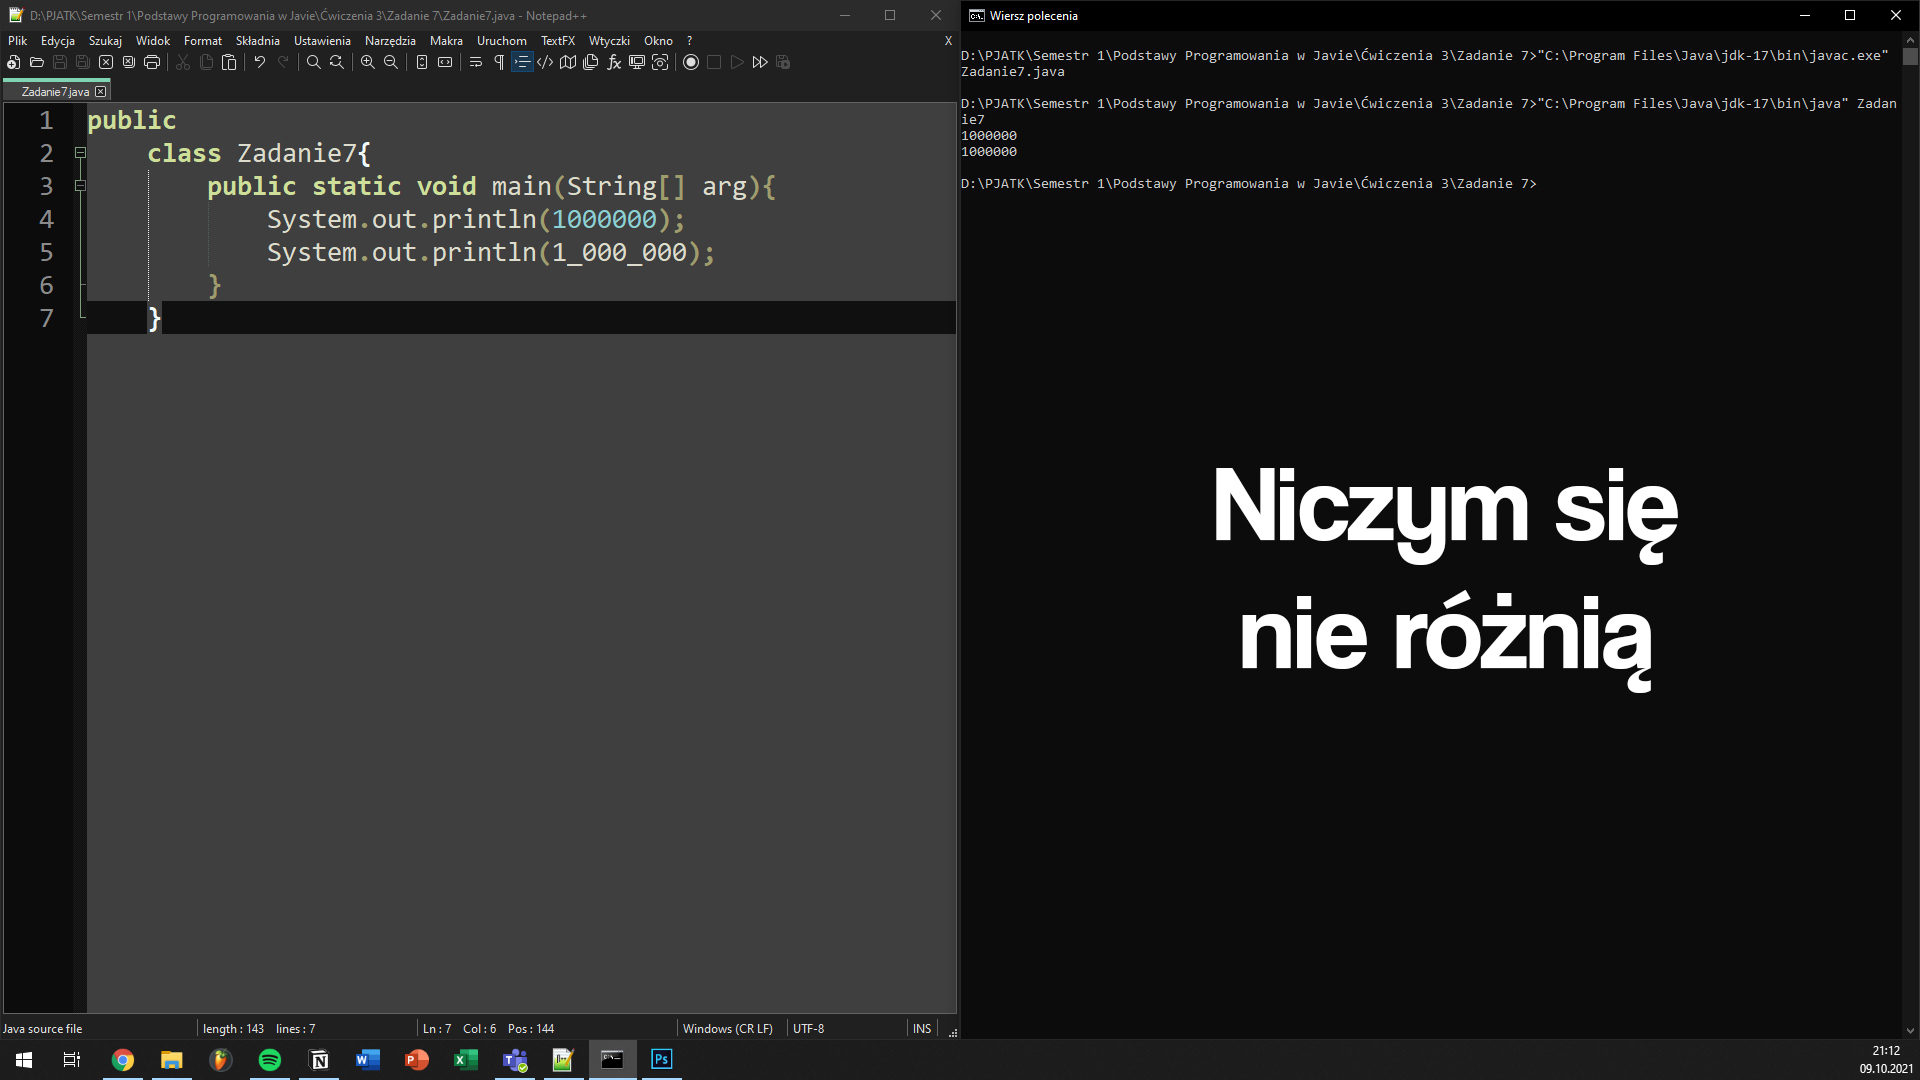 D:\PJATK\Semestr 1\Podstawy Programowania w Javie\Ćwiczenia 3\Zadanie 7\Zadanie7.java - Notepad++
Plik Edycja Szukaj Widok Format Składnia Ustawienia Narzędzia Makra Uruchom TextFX Wtyczki Okno ? X
Zadanie7.java
1 public
2 class Zadanie7{
3 public static void main(String[] arg){
4 System.out.println(1000000);
5 System.out.println(1_000_000);
6 }
7 }
Java source file length : 143 lines : 7 Ln : 7 Col : 6 Pos : 144 Windows (CR LF) UTF-8 INS
Wiersz polecenia
D:\PJATK\Semestr 1\Podstawy Programowania w Javie\Ćwiczenia 3\Zadanie 7>"C:\Program Files\Java\jdk-17\bin\javac.exe"
Zadanie7.java
D:\PJATK\Semestr 1\Podstawy Programowania w Javie\Ćwiczenia 3\Zadanie 7>"C:\Program Files\Java\jdk-17\bin\java" Zadan
ie7
1000000
1000000
D:\PJATK\Semestr 1\Podstawy Programowania w Javie\Ćwiczenia 3\Zadanie 7>
Niczym się
nie różnią
21:12
09.10.2021